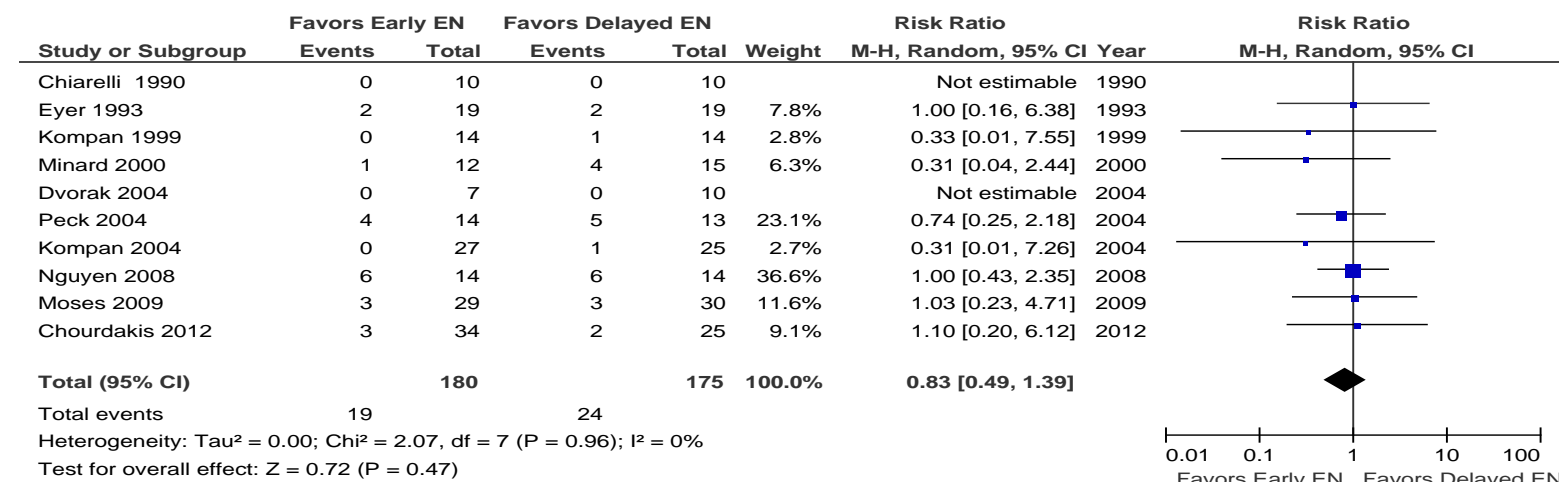 Favors Early EN Favors Delayed EN Risk Ratio Risk Ratio
Study or Subgroup Events Total Events Total Weight M-H, Random, 95% CI Year M-H, Random, 95% CI
Chiarelli 1990 0 10 0 10 Not estimable 1990
Eyer 1993 2 19 2 19 7.8% 1.00 [0.16, 6.38] 1993
Kompan 1999 0 14 1 14 2.8% 0.33 [0.01, 7.55] 1999
Minard 2000 1 12 4 15 6.3% 0.31 [0.04, 2.44] 2000
Dvorak 2004 0 7 0 10 Not estimable 2004
Peck 2004 4 14 5 13 23.1% 0.74 [0.25, 2.18] 2004
Kompan 2004 0 27 1 25 2.7% 0.31 [0.01, 7.26] 2004
Nguyen 2008 6 14 6 14 36.6% 1.00 [0.43, 2.35] 2008
Moses 2009 3 29 3 30 11.6% 1.03 [0.23, 4.71] 2009
Chourdakis 2012 3 34 2 25 9.1% 1.10 [0.20, 6.12] 2012
Total (95% CI) 180 175 100.0% 0.83 [0.49, 1.39]
Total events 19 24
Heterogeneity: Tau² = 0.00; Chi² = 2.07, df = 7 (P = 0.96); I² = 0%
Test for overall effect: Z = 0.72 (P = 0.47)
0.01 0.1 1 10 100
Favors Early EN Favors Delayed EN